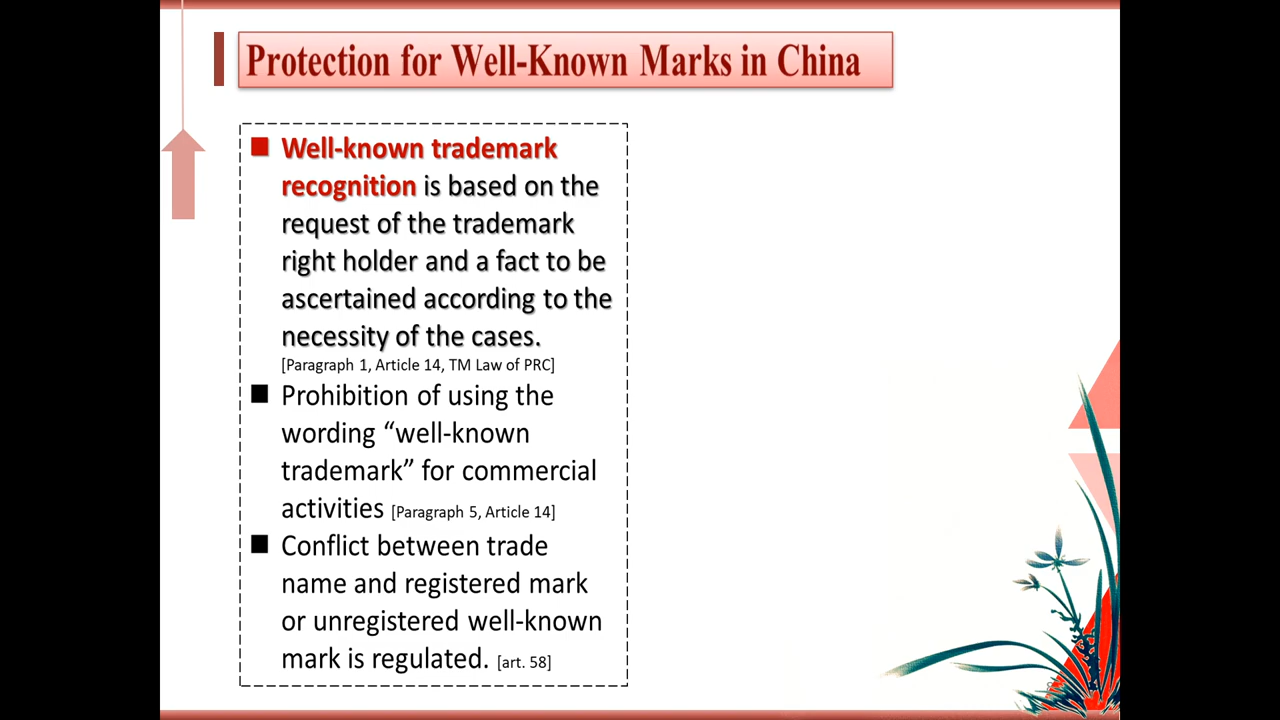 Protection for Well-Known Marks in China
Well-known trademark
recognition is based on the
request of the trademark
right holder and a fact to be
ascertained according to the
necessity of the cases.
[Paragraph 1, Article 14, TM Law of PRC]
Prohibition of using the
wording “well-known
trademark” for commercial
activities [Paragraph 5, Article 14]
Conflict between trade
name and registered mark
or unregistered well-known
mark is regulated. [art. 58]